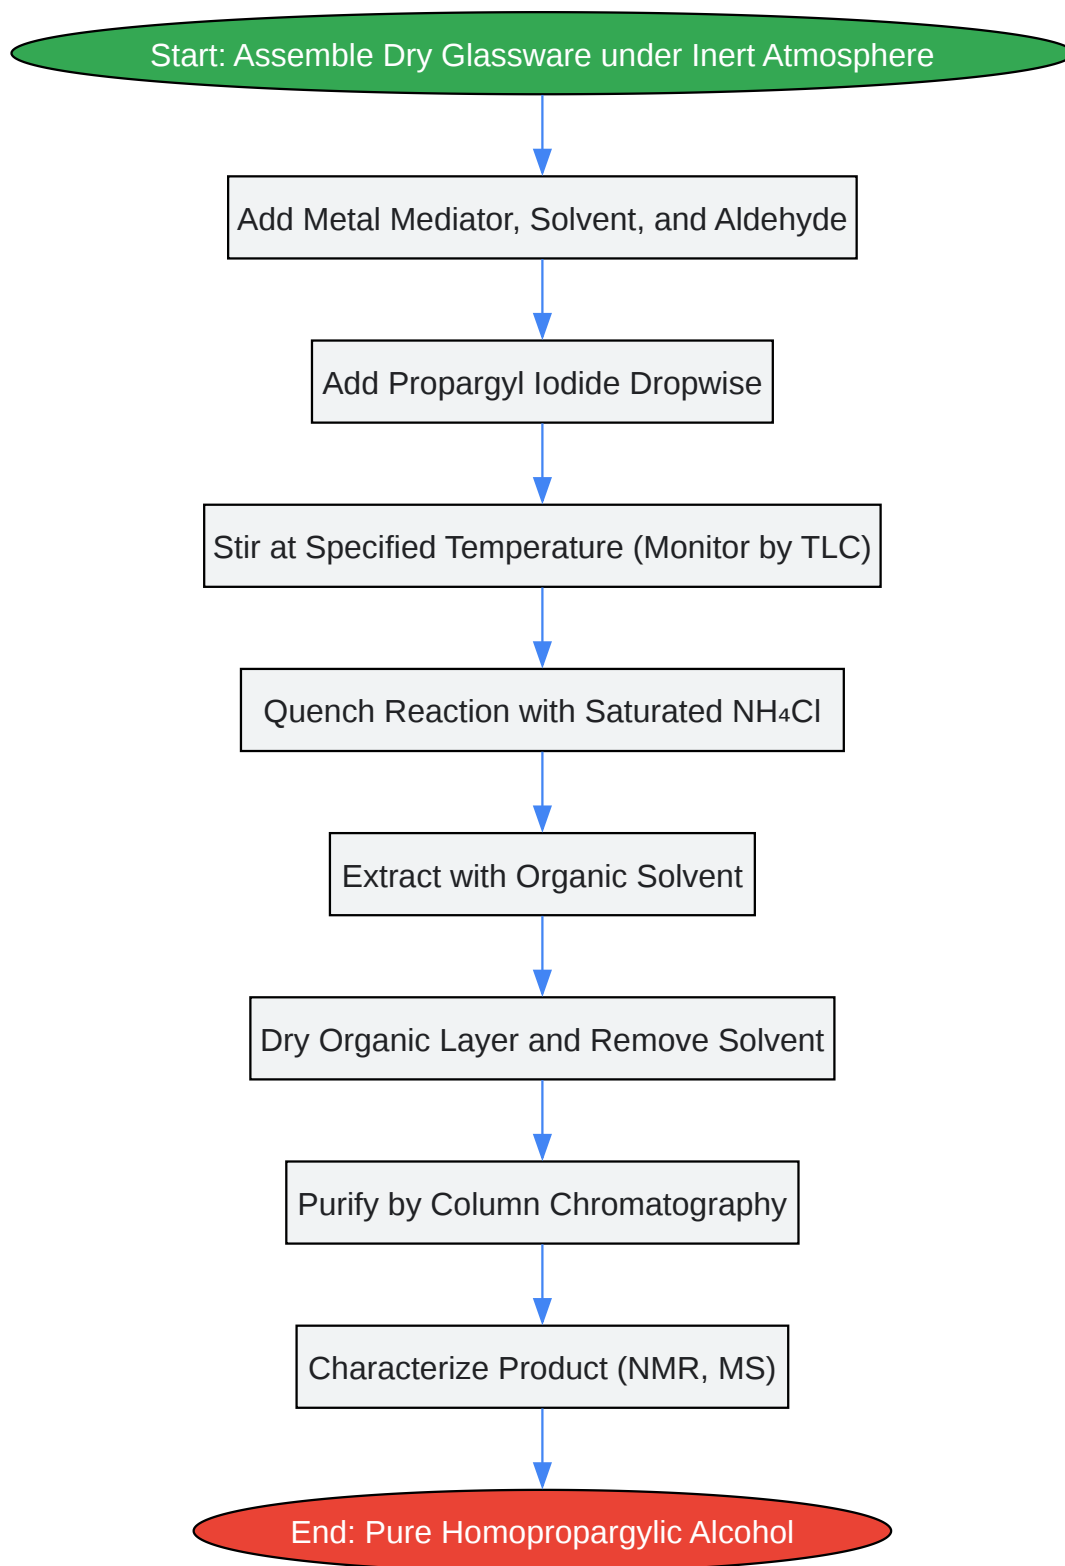 Start: Assemble Dry Glassware under Inert Atmosphere
Add Metal Mediator, Solvent, and Aldehyde
Add Propargyl Iodide Dropwise
Stir at Specified Temperature (Monitor by TLC)
Quench Reaction with Saturated NH₄Cl
Extract with Organic Solvent
Dry Organic Layer and Remove Solvent
Purify by Column Chromatography
Characterize Product (NMR, MS)
End: Pure Homopropargylic Alcohol